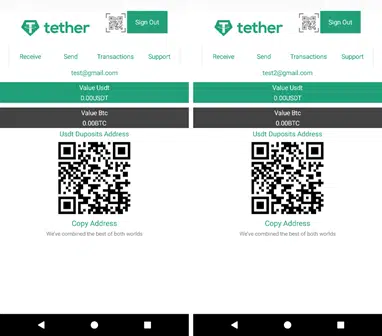 tether
Sign Out
Receive Send Transactions Support
test@gmail.com
Value Usdt
0.00USDT
Value Btc
0.00BTC
Usdt Duposits Address
Copy Address
We've combined the best of both worlds
tether
Sign Out
Receive Send Transactions Support
test2@gmail.com
Value Usdt
0.00USDT
Value Btc
0.00BTC
Usdt Duposits Address
Copy Address
We've combined the best of both worlds